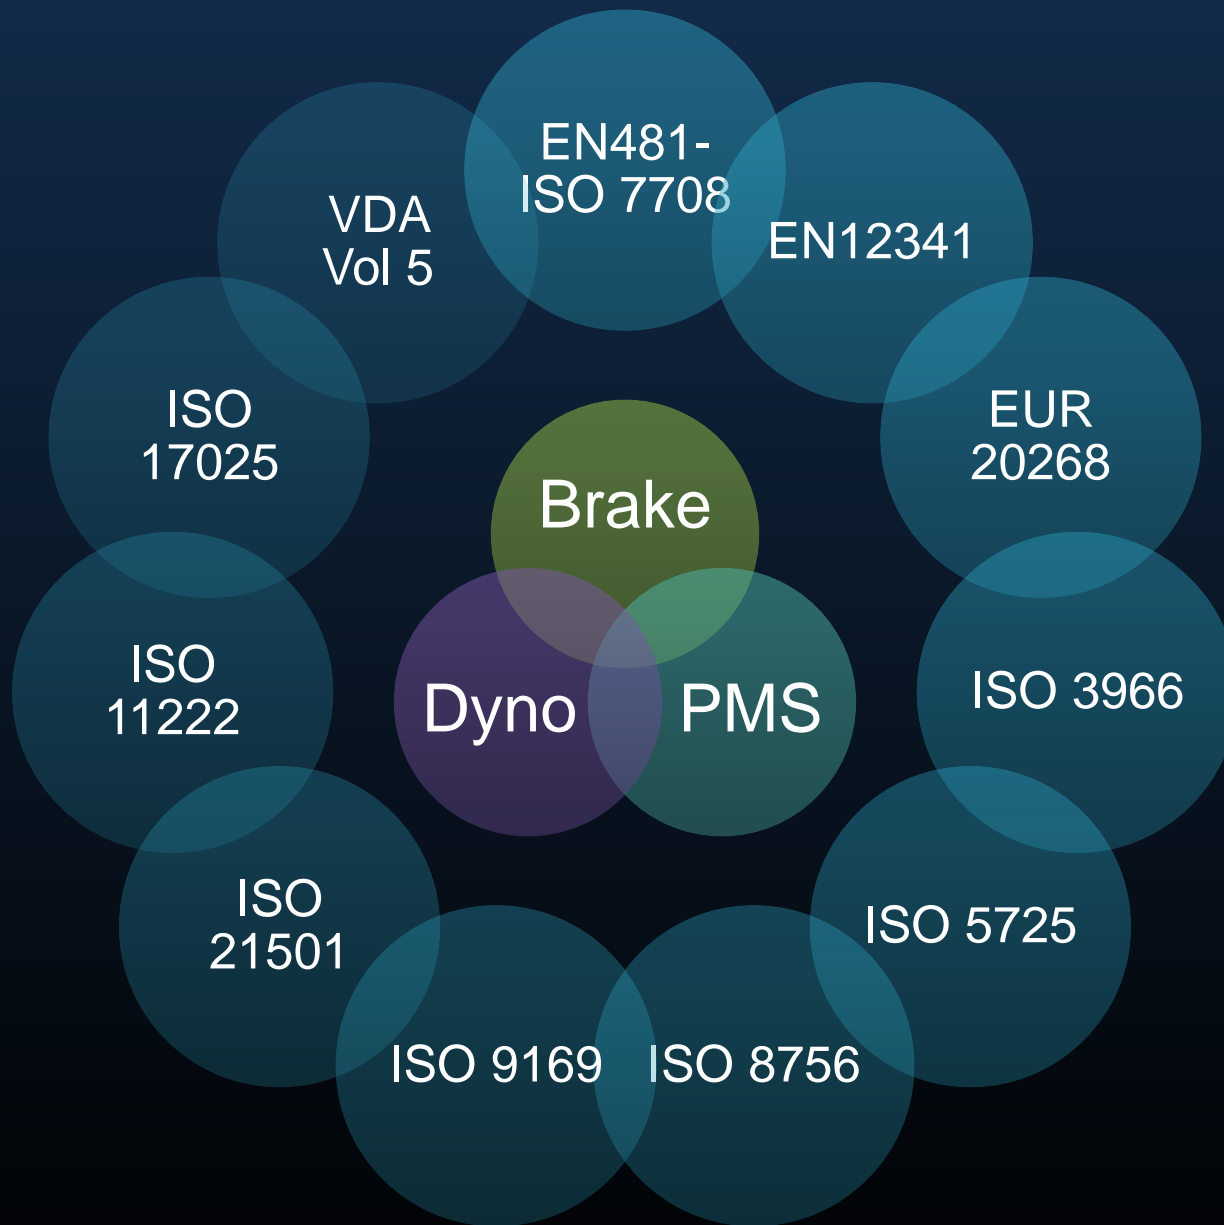 EN481-
ISO 7708
EN12341
EUR
20268
ISO 3966
ISO 5725
ISO 8756
ISO 9169
ISO
21501
ISO
11222
ISO
17025
VDA
Vol 5
Brake
Dyno
PMS